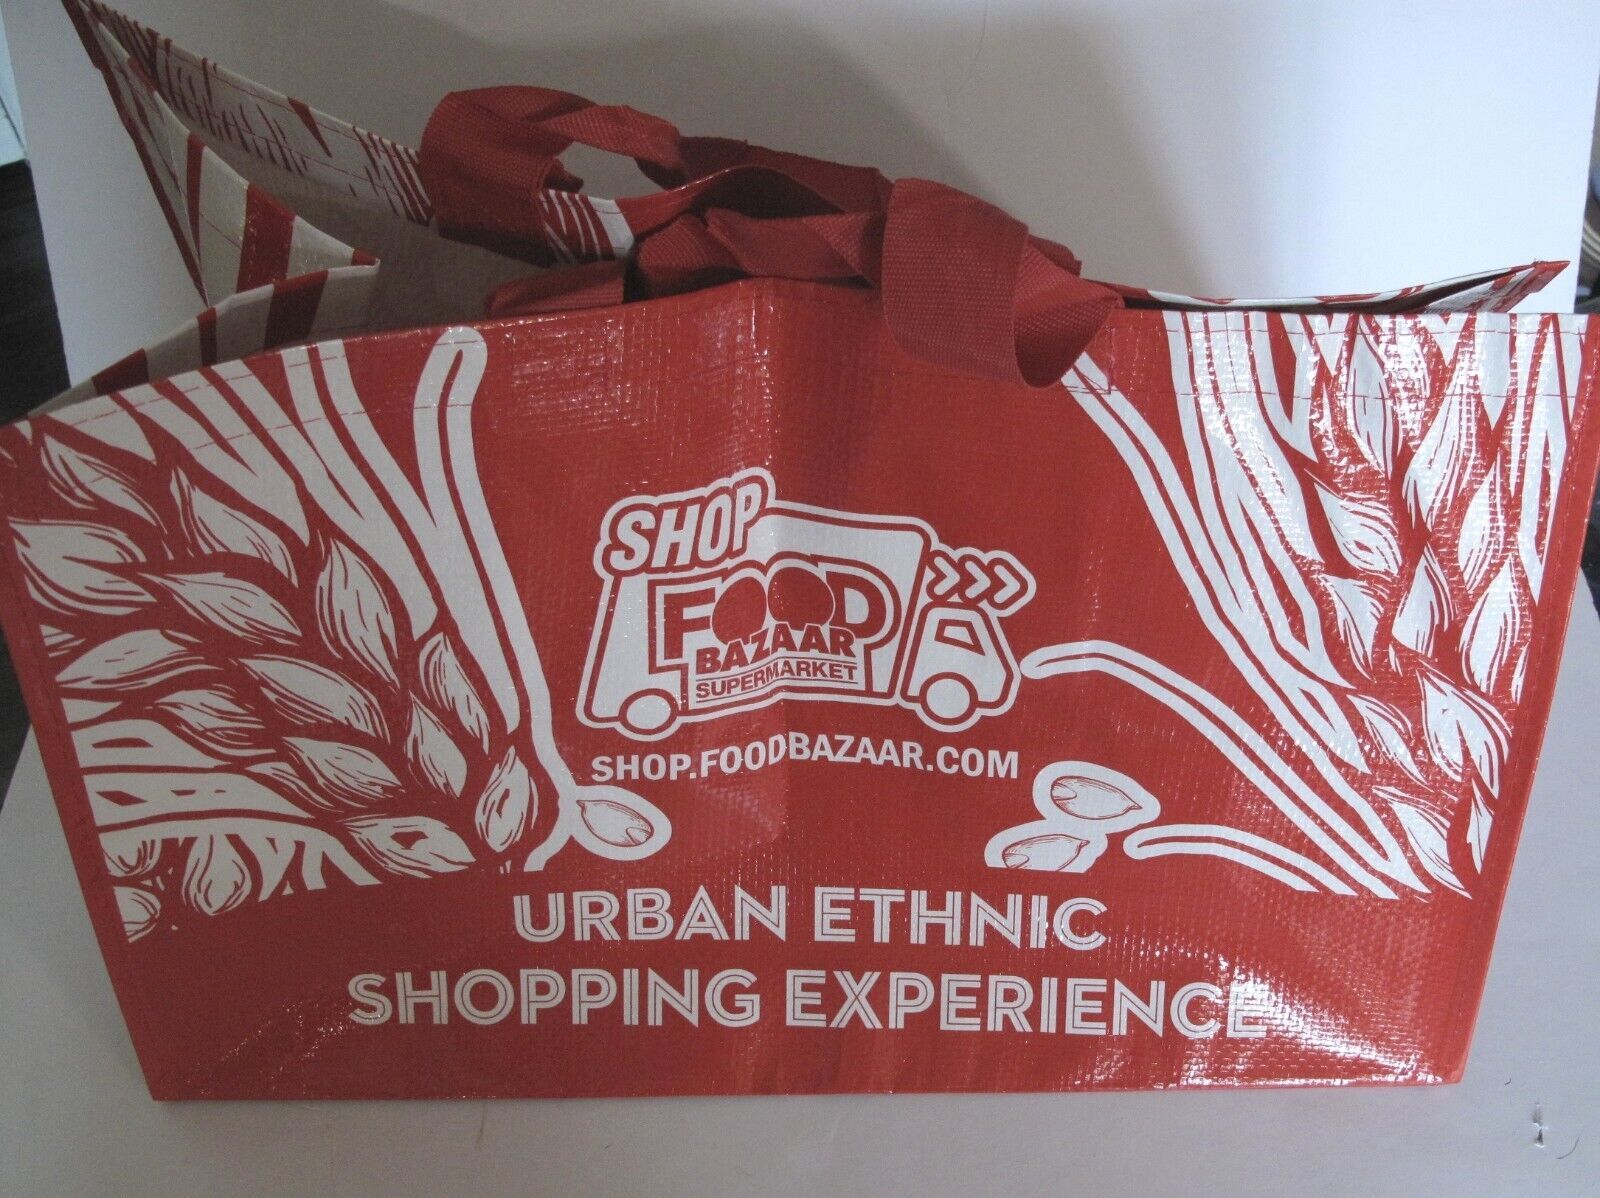 SHOP
FOOD
BAZAAR
SUPERMARKET
SHOP.FOODBAZAAR.COM
URBAN ETHNIC
SHOPPING EXPERIENCE